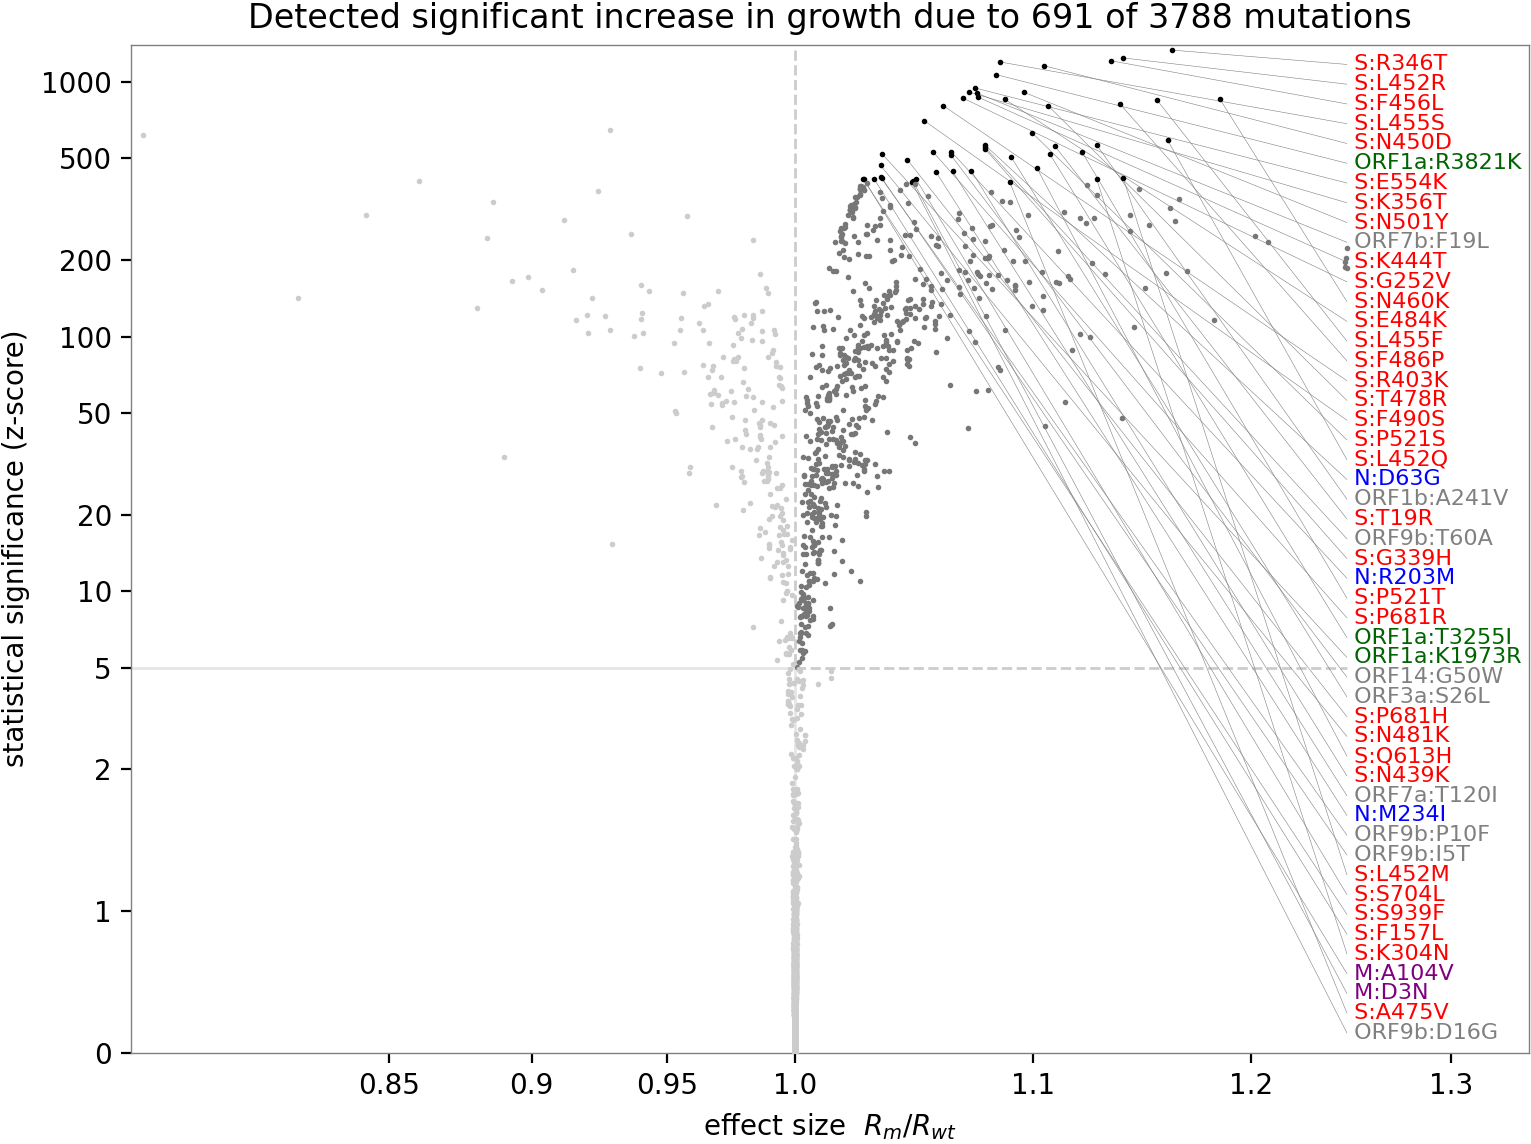 Detected significant increase in growth due to 691 of 3788 mutations
statistical significance (z-score)
1000
500
200
100
50
20
10
5
2
1
0
S:R346T
S:L452R
S:F456L
S:L455S
S:N450D
ORF1a:R3821K
S:E554K
S:K356T
S:N501Y
ORF7b:F19L
S:K444T
S:G252V
S:N460K
S:E484K
S:L455F
S:F486P
S:R403K
S:T478R
S:F490S
S:P521S
S:L452Q
N:D63G
ORF1b:A241V
S:T19R
ORF9b:T60A
S:G339H
N:R203M
S:P521T
S:P681R
ORF1a:T3255I
ORF1a:K1973R
ORF14:G50W
ORF3a:S26L
S:P681H
S:N481K
S:Q613H
S:N439K
ORF7a:T120I
N:M234I
ORF9b:P10F
ORF9b:I5T
S:L452M
S:S704L
S:S939F
S:F157L
S:K304N
M:A104V
M:D3N
S:A475V
ORF9b:D16G
0.85 0.9 0.95 1.0 1.1 1.2 1.3
effect size Rm/Rwt